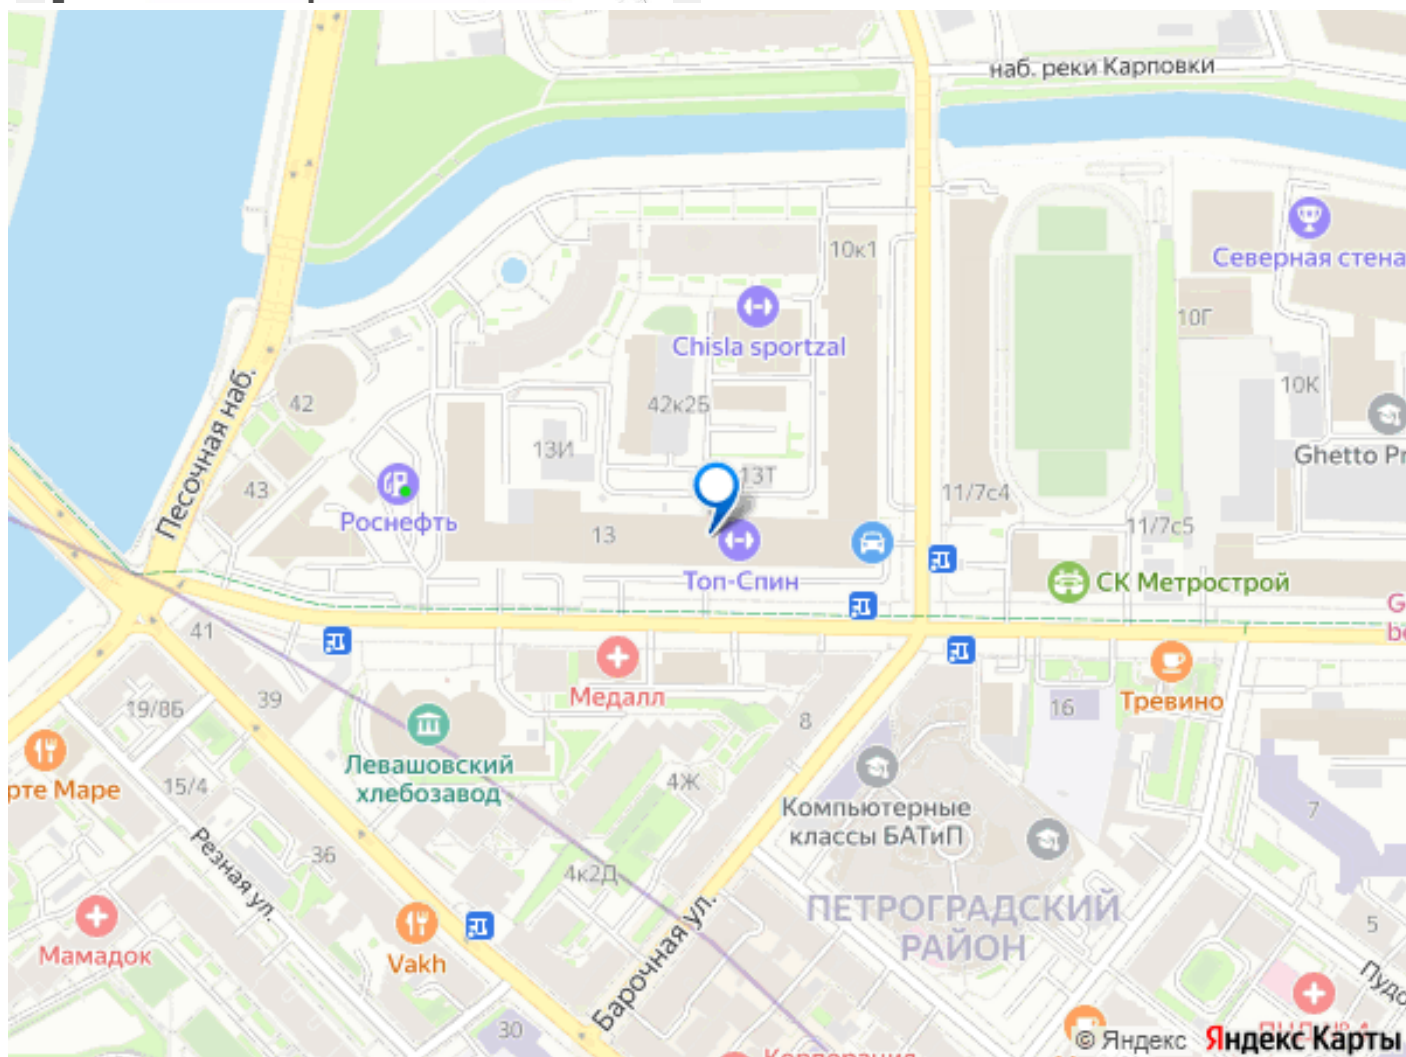 наб. реки Карповки
10к1
Северная стена
Chisla sportzal
10Г
Песочная наб.
42
42к2Б
10К
13И
Ghetto Pr
13Т
43
11/7с4
Роснефть
13
11/7с5
Топ-Спин
СК Метрострой
G
be
41
Медалл
39
19/8Б
8
16
Тревино
рте Маре
15/4
Левашовский
хлебозавод
4Ж
Компьютерные
классы БАТиП
7
Резная ул.
36
4к2Д
ПЕТРОГРАДСКИЙ
РАЙОН
5
Мамадок
Vakh
Барочная ул.
Пудо
30
© Яндекс Яндекс Карты